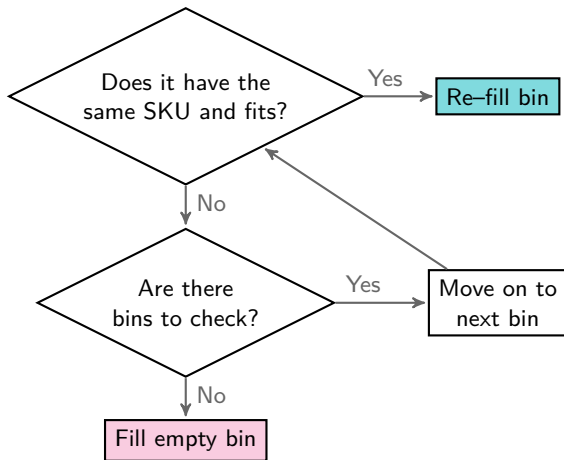 Does it have the
same SKU and fits?
Yes
Re–fill bin
No
Are there
bins to check?
Yes
Move on to
next bin
No
Fill empty bin